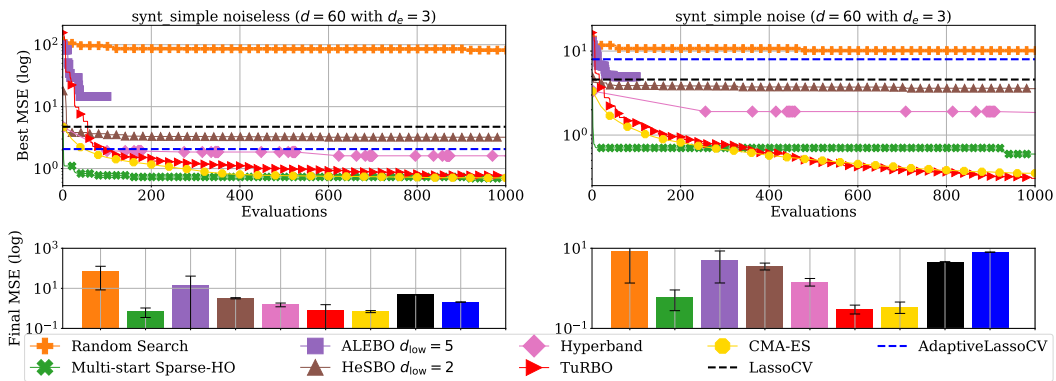 synt_simple noiseless (d = 60 with d_e = 3)
Best MSE (log)
10^2
10^1
10^0
0 200 400 600 800 1000
Evaluations
synt_simple noise (d = 60 with d_e = 3)
10^1
10^0
0 200 400 600 800 1000
Evaluations
Final MSE (log)
10^3
10^1
10^−1
10^1
10^−1
Random Search
Multi-start Sparse-HO
ALEBO d_low = 5
HeSBO d_low = 2
Hyperband
TuRBO
CMA-ES
LassoCV
AdaptiveLassoCV